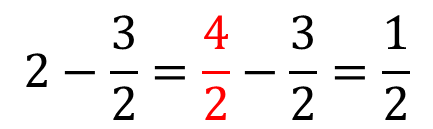 2 − 3/2 = 4/2 − 3/2 = 1/2